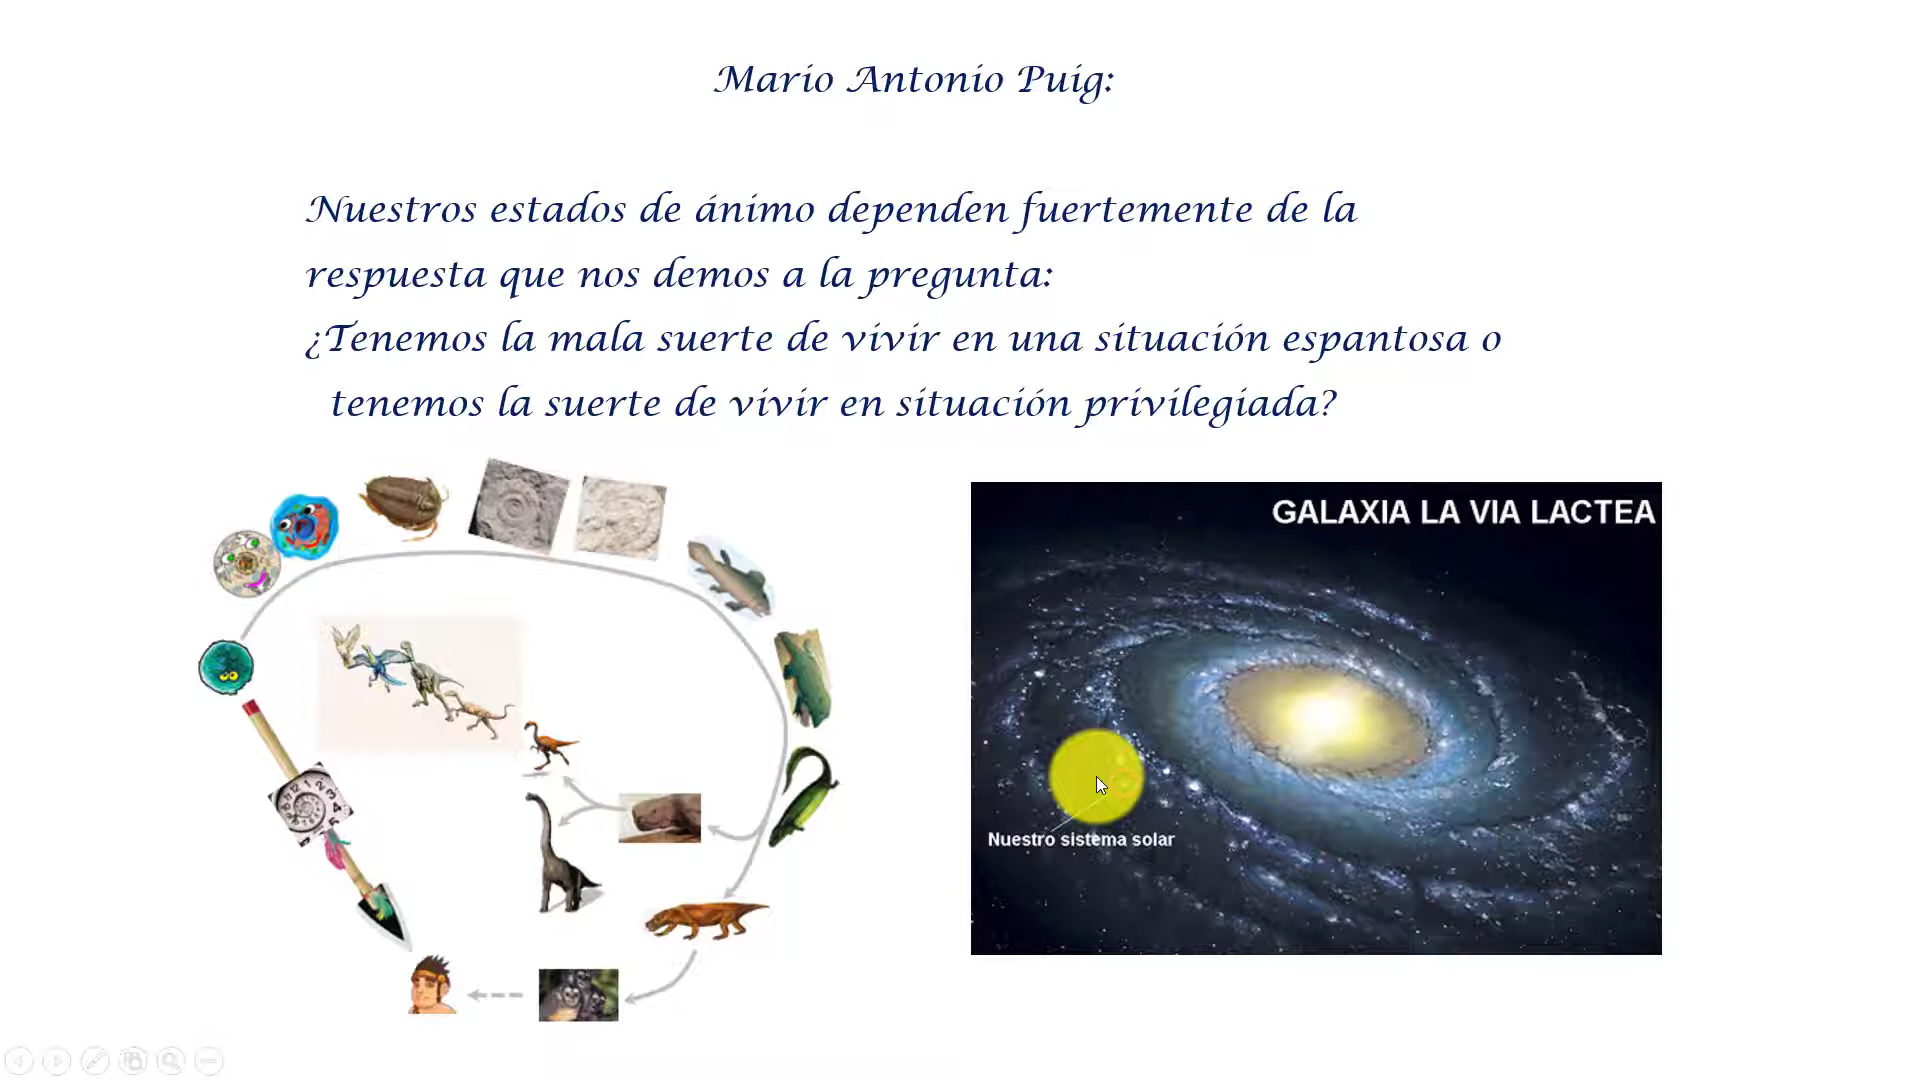 Mario Antonio Puig:
Nuestros estados de ánimo dependen fuertemente de la
respuesta que nos demos a la pregunta:
¿Tenemos la mala suerte de vivir en una situación espantosa o
tenemos la suerte de vivir en situación privilegiada?
GALAXIA LA VIA LACTEA
Nuestro sistema solar